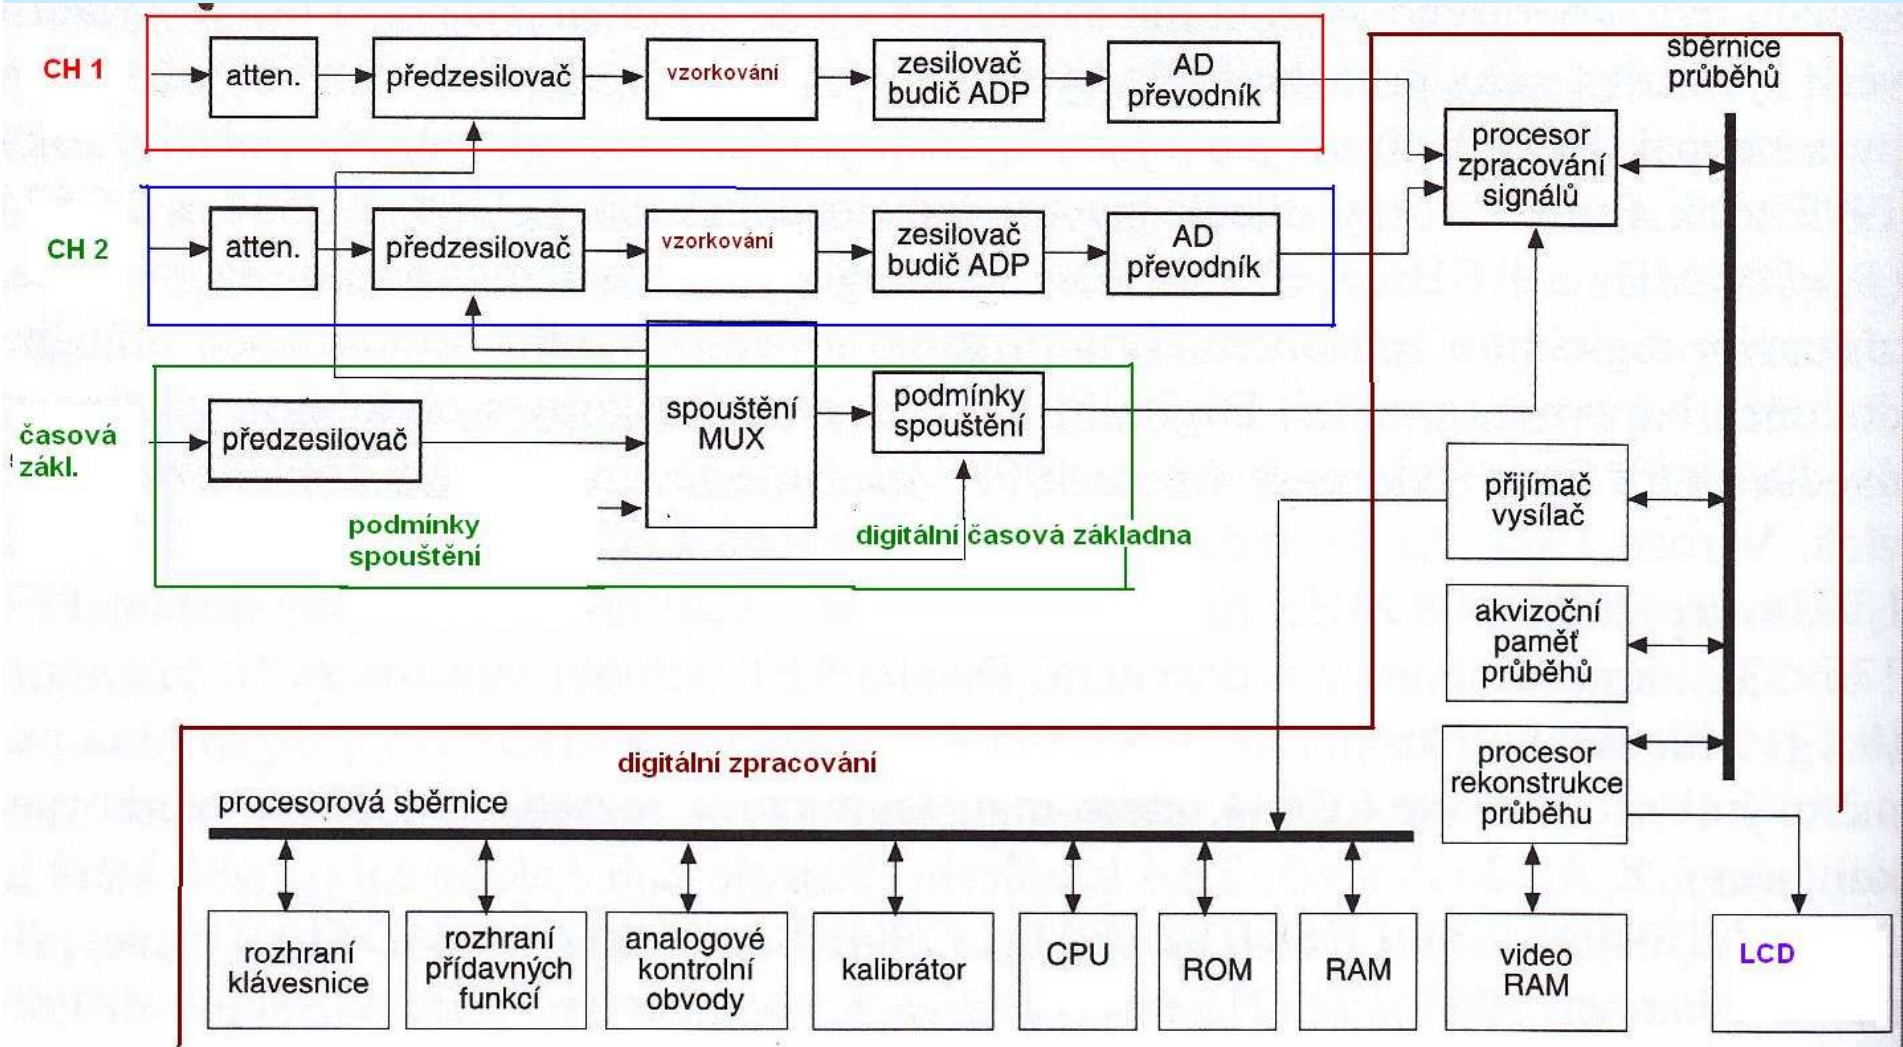 CH 1
atten.
předzesilovač
vzorkování
zesilovač
budič ADP
AD
převodník
sběrnice
průběhů
procesor
zpracování
signálů
CH 2
atten.
předzesilovač
vzorkování
zesilovač
budič ADP
AD
převodník
časová
zákl.
předzesilovač
spouštění
MUX
podmínky
spouštění
podmínky
spouštění
digitální časová základna
přijímač
vysílač
akvizoční
paměť
průběhů
procesor
rekonstrukce
průběhu
digitální zpracování
procesorová sběrnice
rozhraní
klávesnice
rozhraní
přídavných
funkcí
analogové
kontrolní
obvody
kalibrátor
CPU
ROM
RAM
video
RAM
LCD